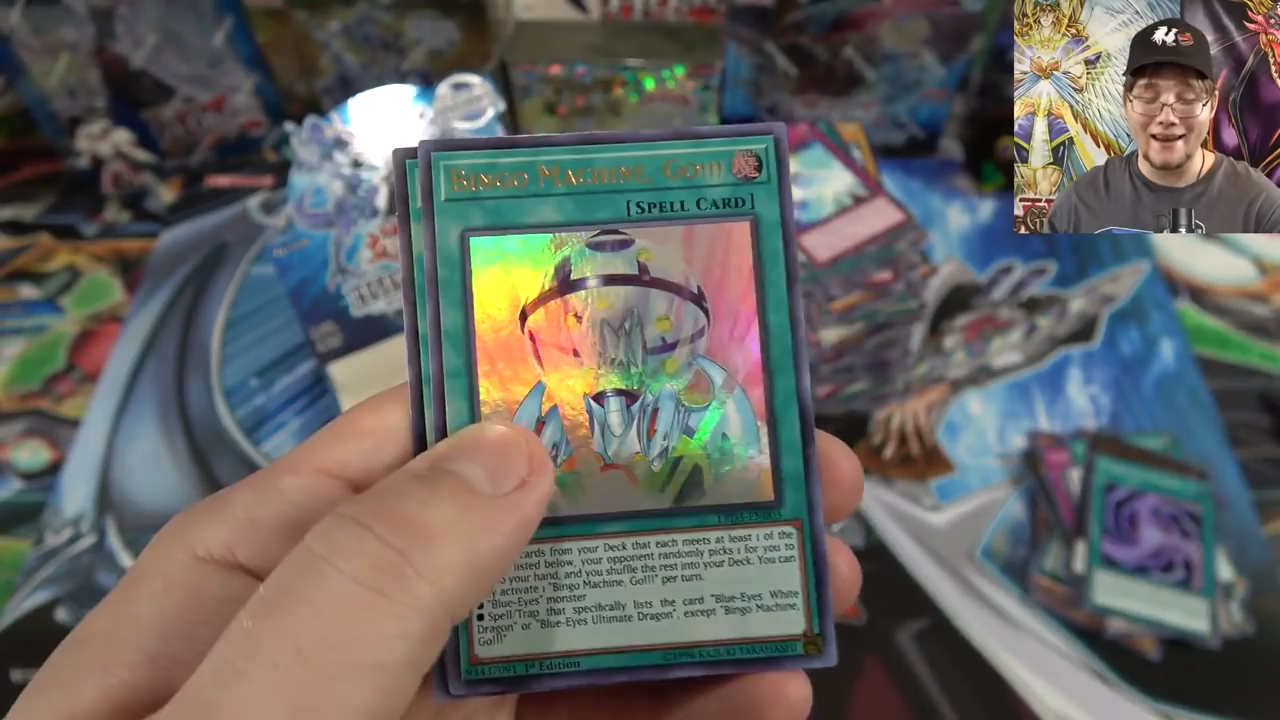 BINGO MACHINE, GO!!!
[SPELL CARD]
LED3-EN003
cards from your Deck that each meets at least 1 of the
listed below, your opponent randomly picks 1 for you to
your hand, and you shuffle the rest into your Deck. You can
activate 1 "Bingo Machine, Go!!!" per turn.
● "Blue-Eyes" monster
● Spell/Trap that specifically lists the card "Blue-Eyes White
Dragon" or "Blue-Eyes Ultimate Dragon", except "Bingo Machine,
Go!!!"
93437091 1st Edition
©1996 KAZUKI TAKAHASHI